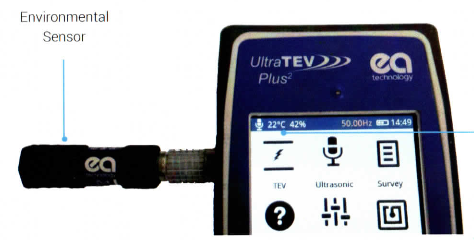 Environmental
Sensor
UltraTEV
Plus²
ea
technology
ea
22°C 42% 50.00Hz 14:49
TEV Ultrasonic Survey
?